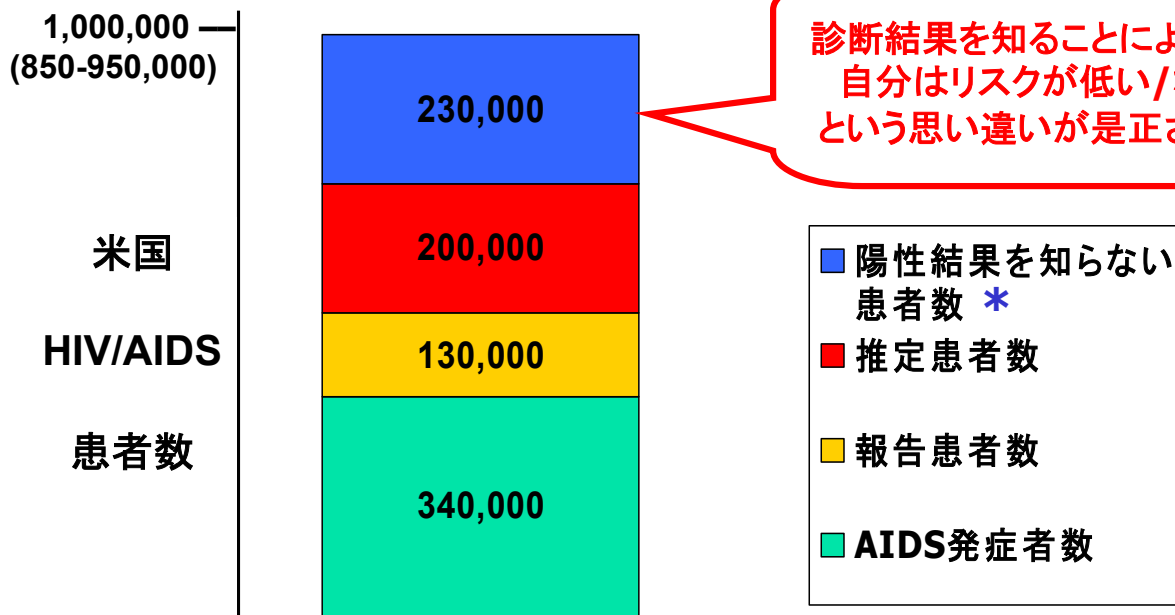 1,000,000
(850-950,000)
米国
HIV/AIDS
患者数
230,000
200,000
130,000
340,000
診断結果を知ることによ
自分はリスクが低い/
という思い違いが是正さ
陽性結果を知らない
患者数 *
推定患者数
報告患者数
AIDS発症者数